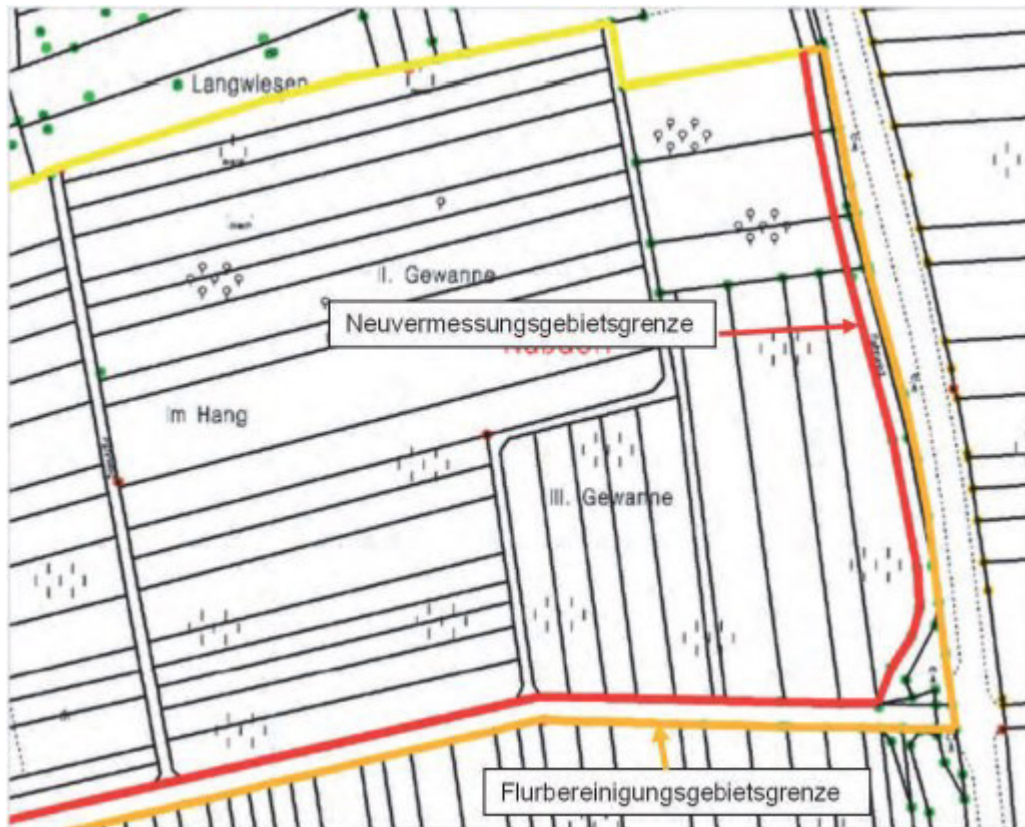 Langwiesen
II. Gewanne
Neuvermessungsgebietsgrenze
Im Hang
III. Gewanne
Flurbereinigungsgebietsgrenze